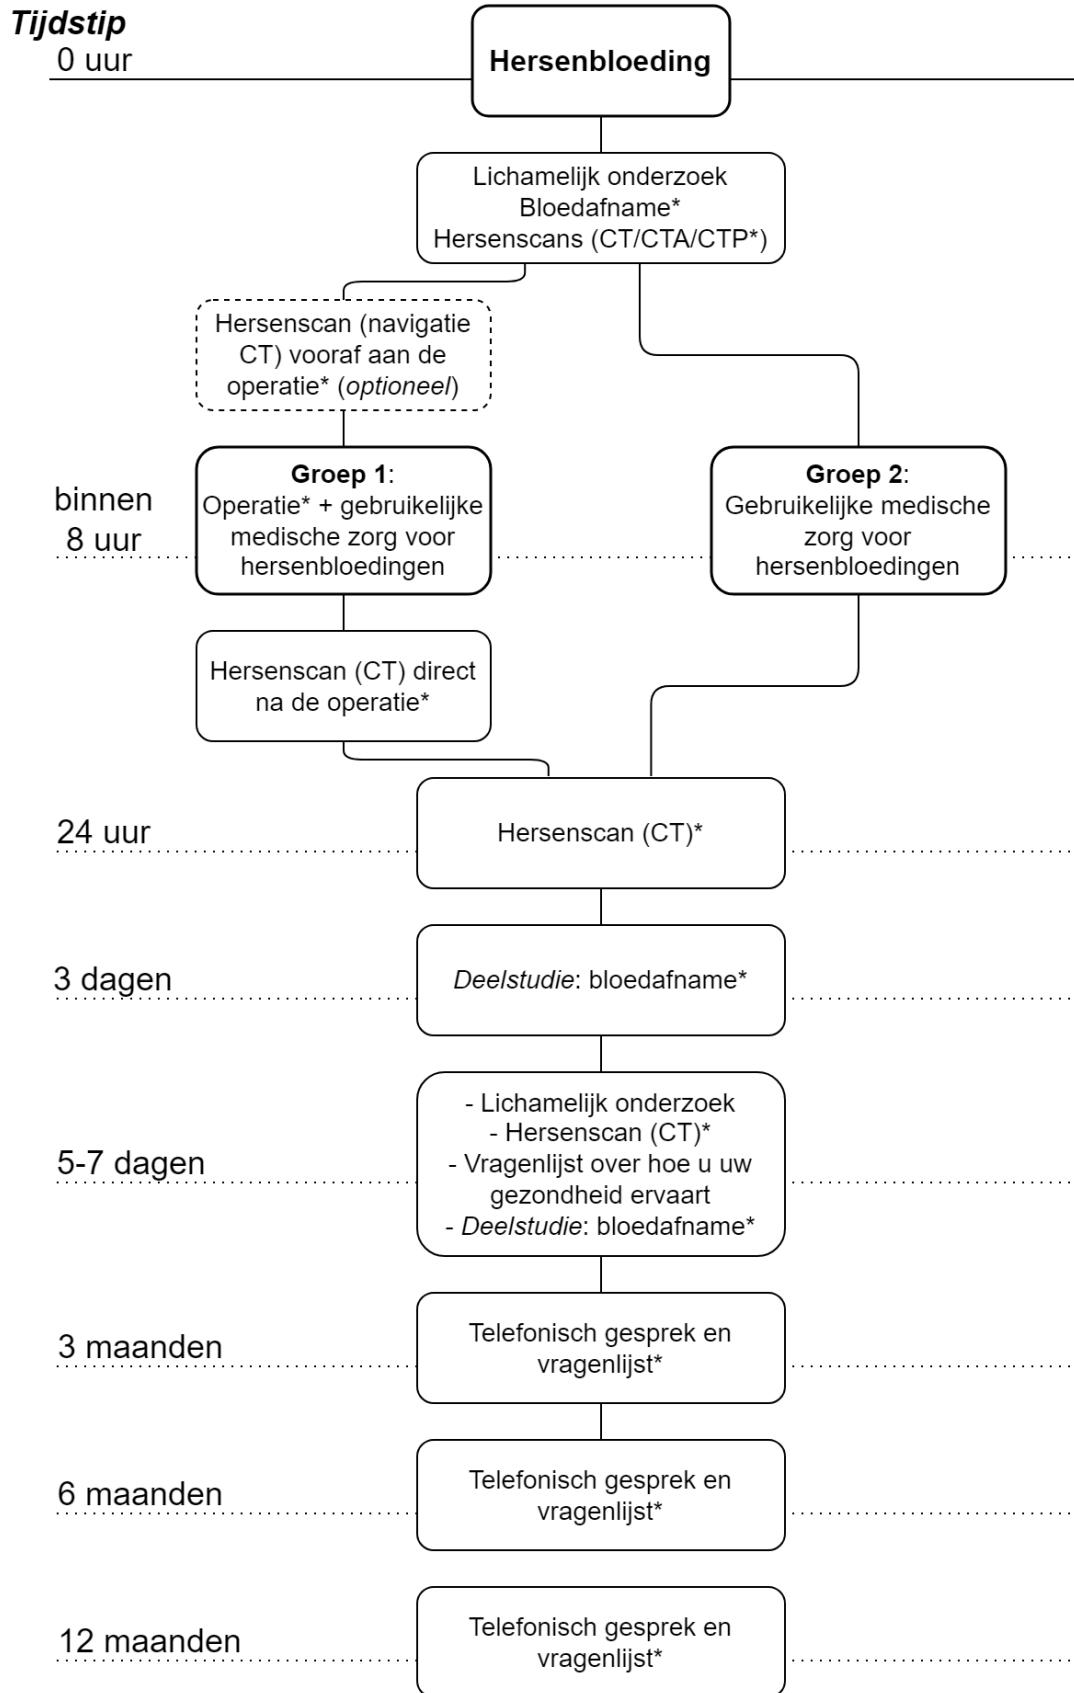 Tijdstip
0 uur
Hersenbloeding
Lichamelijk onderzoek
Bloedafname*
Hersenscans (CT/CTA/CTP*)
Hersenscan (navigatie
CT) vooraf aan de
operatie* (optioneel)
binnen
8 uur
Groep 1:
Operatie* + gebruikelijke
medische zorg voor
hersenbloedingen
Groep 2:
Gebruikelijke medische
zorg voor
hersenbloedingen
Hersenscan (CT) direct
na de operatie*
24 uur
Hersenscan (CT)*
3 dagen
Deelstudie: bloedafname*
5-7 dagen
- Lichamelijk onderzoek
- Hersenscan (CT)*
- Vragenlijst over hoe u uw
gezondheid ervaart
- Deelstudie: bloedafname*
3 maanden
Telefonisch gesprek en
vragenlijst*
6 maanden
Telefonisch gesprek en
vragenlijst*
12 maanden
Telefonisch gesprek en
vragenlijst*